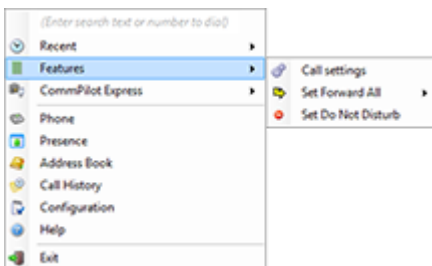 (Enter search text or number to dial)
Recent
Features
CommPilot Express
Phone
Presence
Address Book
Call History
Configuration
Help
Exit
Call settings
Set Forward All
Set Do Not Disturb